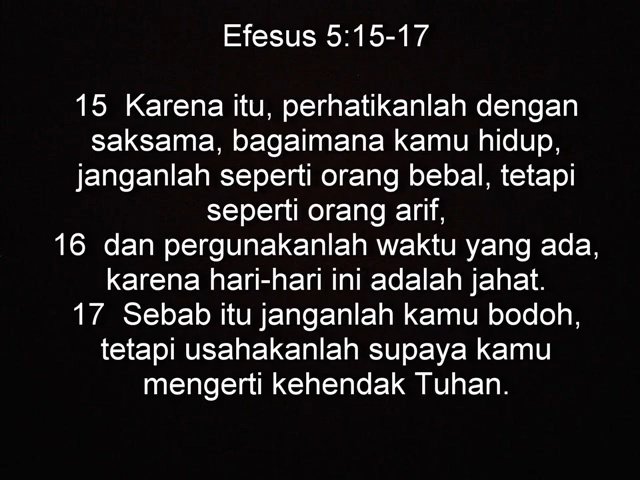 Efesus 5:15-17
15 Karena itu, perhatikanlah dengan
saksama, bagaimana kamu hidup,
janganlah seperti orang bebal, tetapi
seperti orang arif,
16 dan pergunakanlah waktu yang ada,
karena hari-hari ini adalah jahat.
17 Sebab itu janganlah kamu bodoh,
tetapi usahakanlah supaya kamu
mengerti kehendak Tuhan.